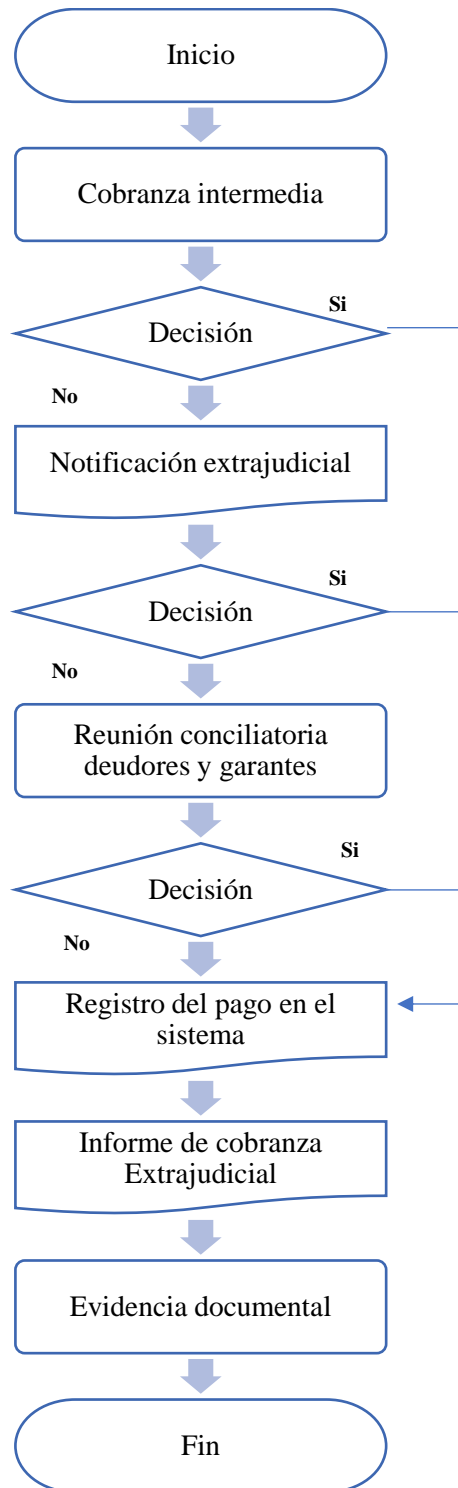 Inicio
Cobranza intermedia
Si
Decisión
No
Notificación extrajudicial
Si
Decisión
No
Reunión conciliatoria
deudores y garantes
Si
Decisión
No
Registro del pago en el
sistema
Informe de cobranza
Extrajudicial
Evidencia documental
Fin